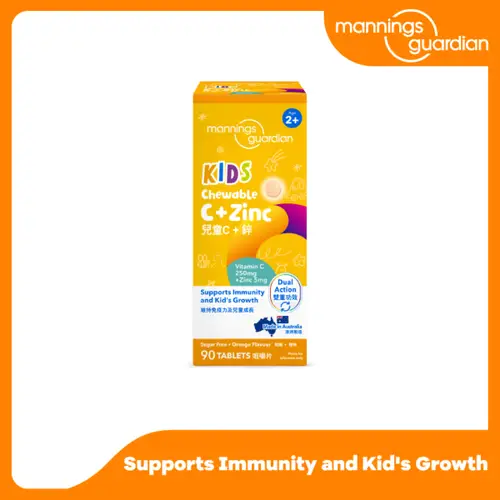 mannings
guardian
mannings
guardian
Age
2+
KIDS
Chewable
C+Zinc
兒童C + 鋅
Vitamin C
250mg
+Zinc 5mg
Supports Immunity
and Kid's Growth
維持免疫力及兒童成長
Dual
Action
雙重功效
Made in Australia
澳洲製造
Sugar Free • Orange Flavour
90 TABLETS 咀嚼片
Supports Immunity and Kid's Growth